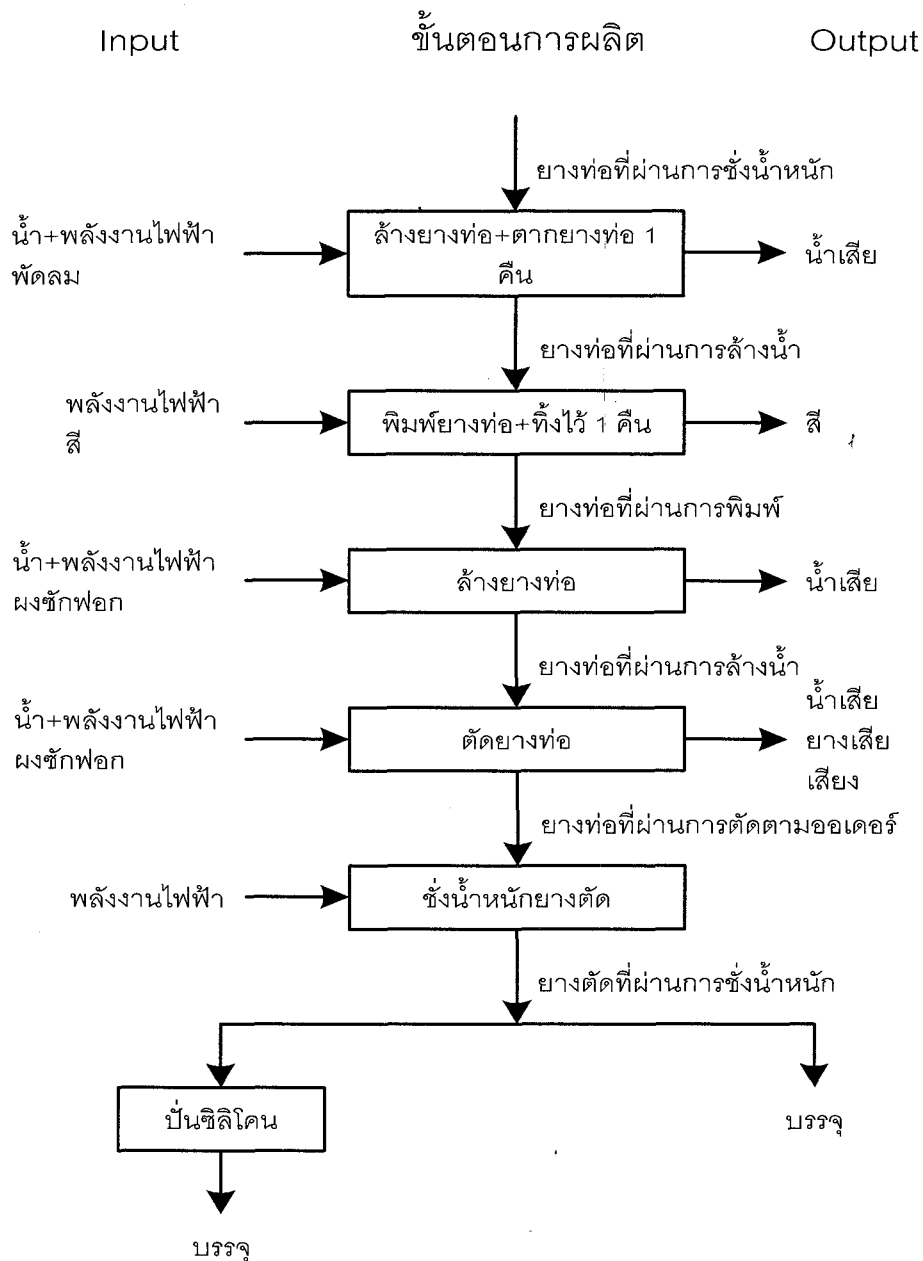 Input ขั้นตอนการผลิต Output
ยางท่อที่ผ่านการชั่งน้ำหนัก
น้ำ+พลังงานไฟฟ้า
พัดลม
ล้างยางท่อ+ตากยางท่อ 1
คืน
น้ำเสีย
ยางท่อที่ผ่านการล้างน้ำ
พลังงานไฟฟ้า
สี
พิมพ์ยางท่อ+ทิ้งไว้ 1 คืน
สี
ยางท่อที่ผ่านการพิมพ์
น้ำ+พลังงานไฟฟ้า
ผงซักฟอก
ล้างยางท่อ
น้ำเสีย
ยางท่อที่ผ่านการล้างน้ำ
น้ำ+พลังงานไฟฟ้า
ผงซักฟอก
ตัดยางท่อ
น้ำเสีย
ยางเสีย
เสียง
ยางท่อที่ผ่านการตัดตามออเดอร์
พลังงานไฟฟ้า
ชั่งน้ำหนักยางตัด
ยางตัดที่ผ่านการชั่งน้ำหนัก
ปั่นซิลิโคน
บรรจุ
บรรจุ